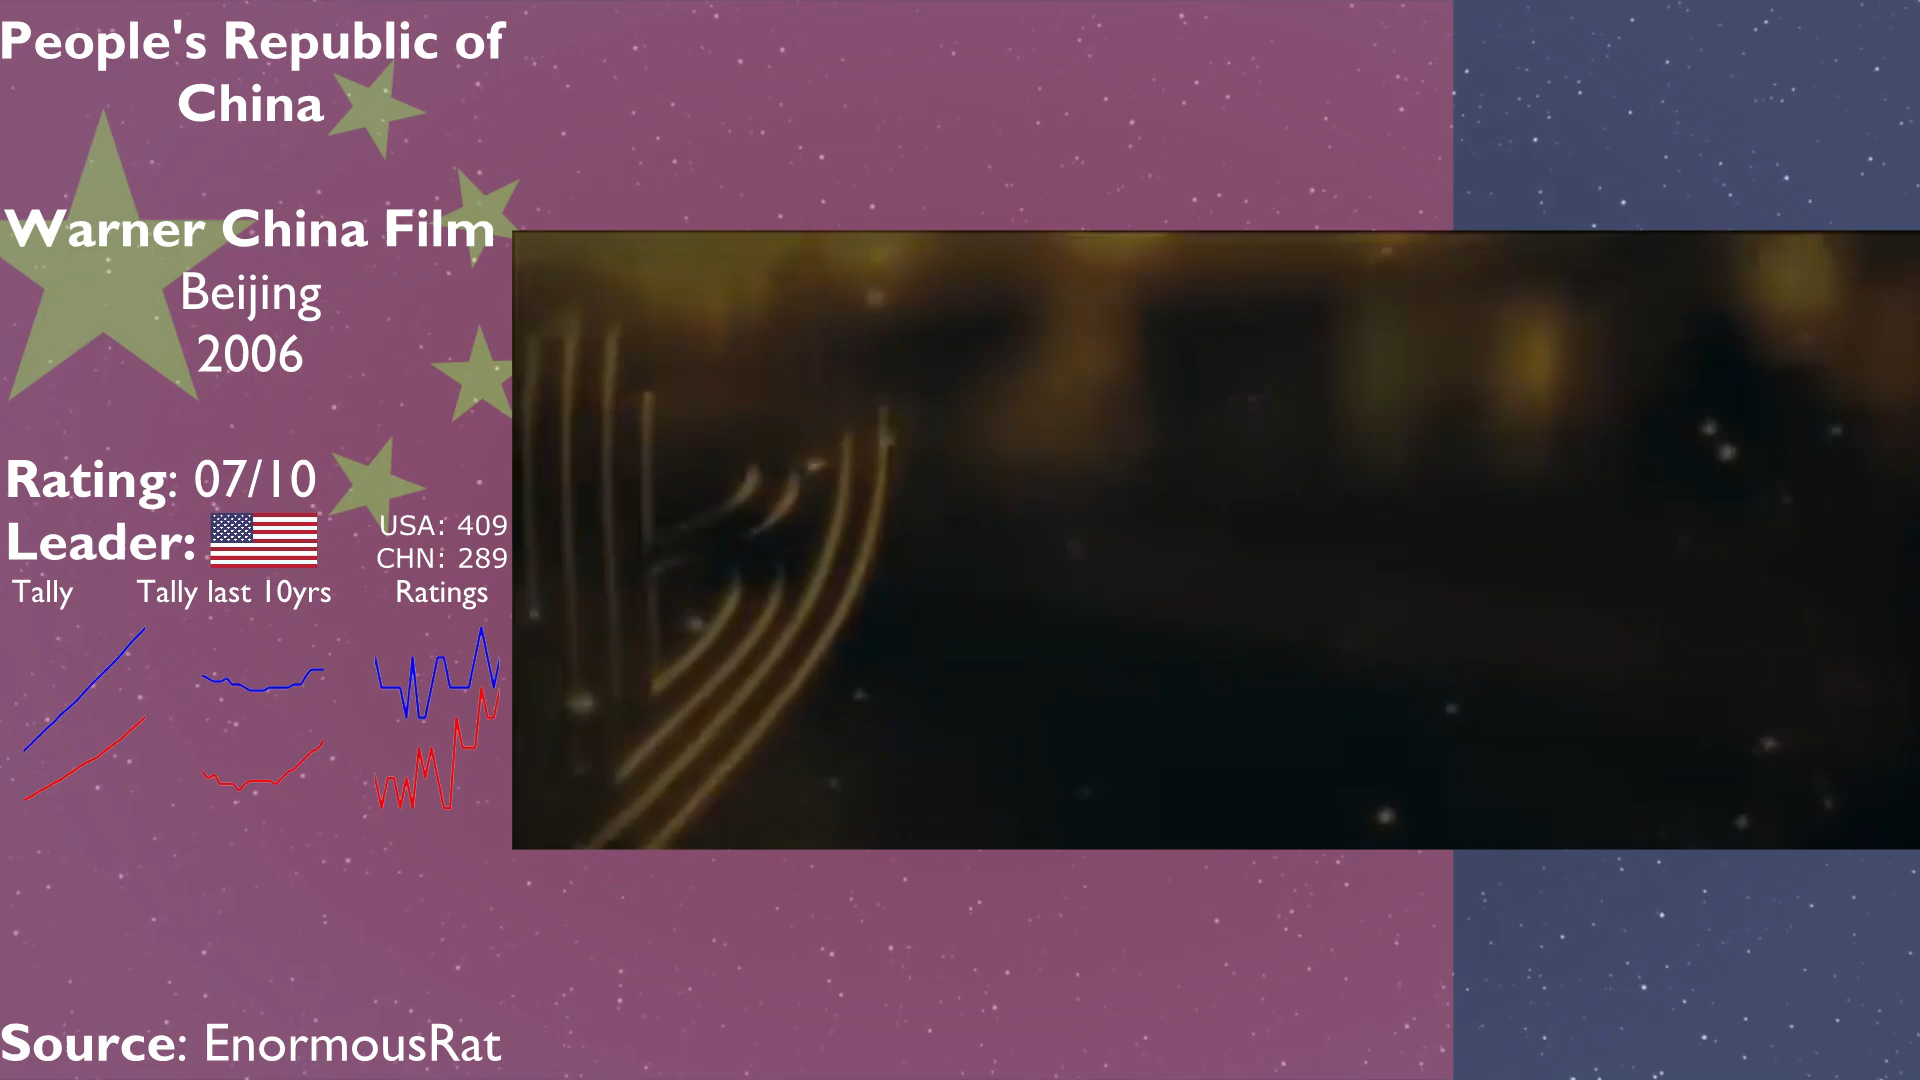 People's Republic of
China
Warner China Film
Beijing
2006
Rating: 07/10
Leader:
USA: 409
CHN: 289
Tally
Tally last 10yrs
Ratings
Source: EnormousRat